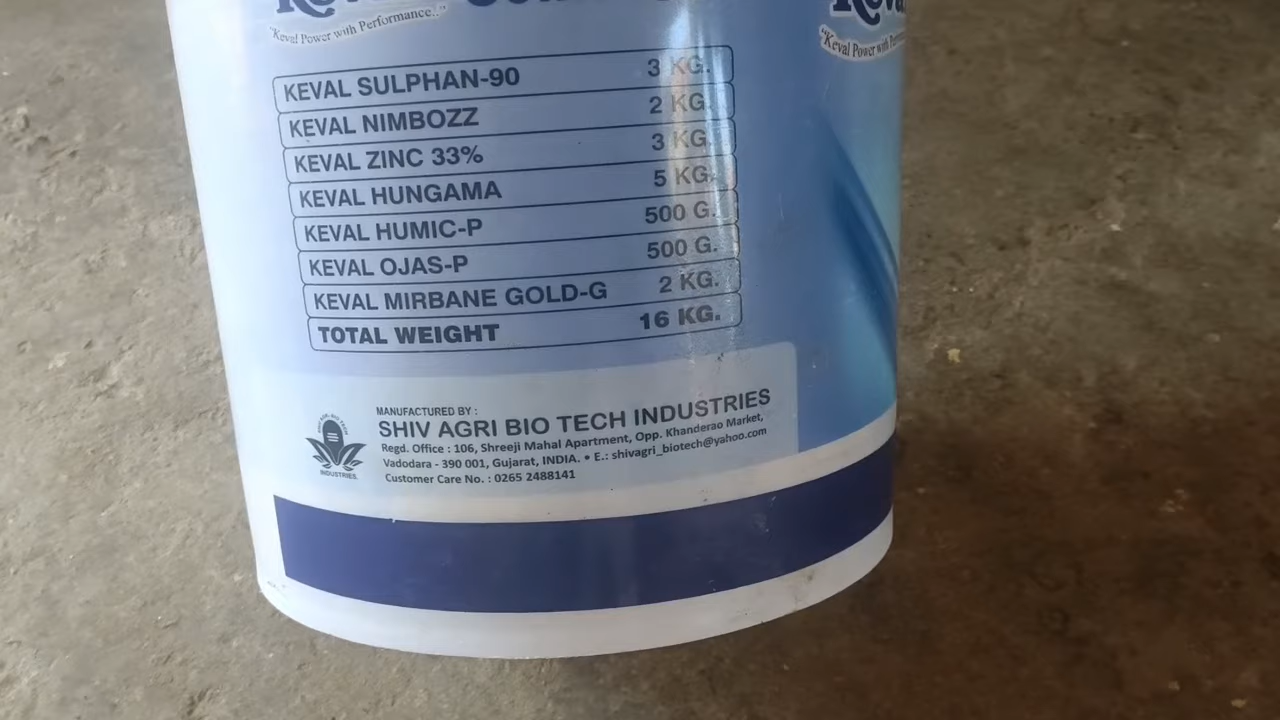 "Keval Power with Performance.."
"Keval Power with
KEVAL SULPHAN-90 3 KG.
KEVAL NIMBOZZ 2 KG.
KEVAL ZINC 33% 3 KG.
KEVAL HUNGAMA 5 KG.
KEVAL HUMIC-P 500 G.
KEVAL OJAS-P 500 G.
KEVAL MIRBANE GOLD-G 2 KG.
TOTAL WEIGHT 16 KG.
MANUFACTURED BY :
SHIV AGRI BIO TECH INDUSTRIES
Regd. Office : 106, Shreeji Mahal Apartment, Opp. Khanderao Market,
Vadodara - 390 001, Gujarat, INDIA. • E.: shivagri_biotech@yahoo.com
Customer Care No. : 0265 2488141
INDUSTRIES